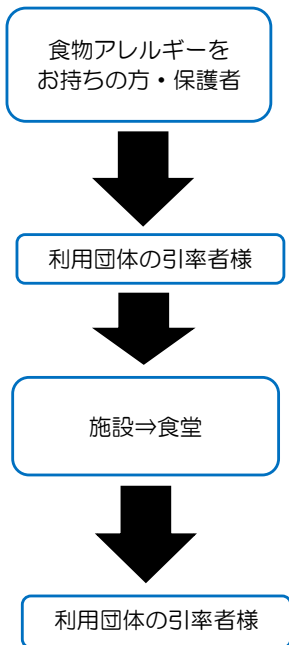 食物アレルギーを
お持ちの方・保護者
利用団体の引率者様
施設⇒食堂
利用団体の引率者様